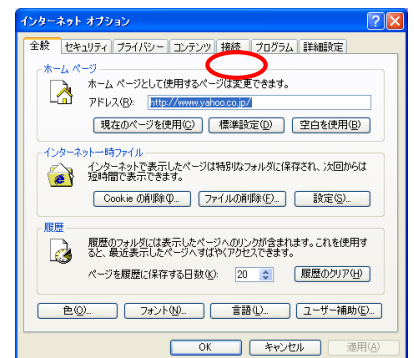 インターネット オプション
全般 セキュリティ プライバシー コンテンツ 接続 プログラム 詳細設定
ホーム ページ
ホーム ページとして使用するページは変更できます。
アドレス(R): http://www.yahoo.co.jp/
現在のページを使用(C) 標準設定(D) 空白を使用(B)
インターネット一時ファイル
インターネットで表示したページは特別なフォルダに保存され、次回からは
短時間で表示できます。
Cookie の削除(I)... ファイルの削除(F)... 設定(S)...
履歴
履歴のフォルダには表示したページへのリンクが含まれます。これを使用す
ると、最近表示したページへすばやくアクセスできます。
ページを履歴に保存する日数(K): 20 履歴のクリア(H)
色(O)... フォント(N)... 言語(L)... ユーザー補助(E)...
OK キャンセル 適用(A)